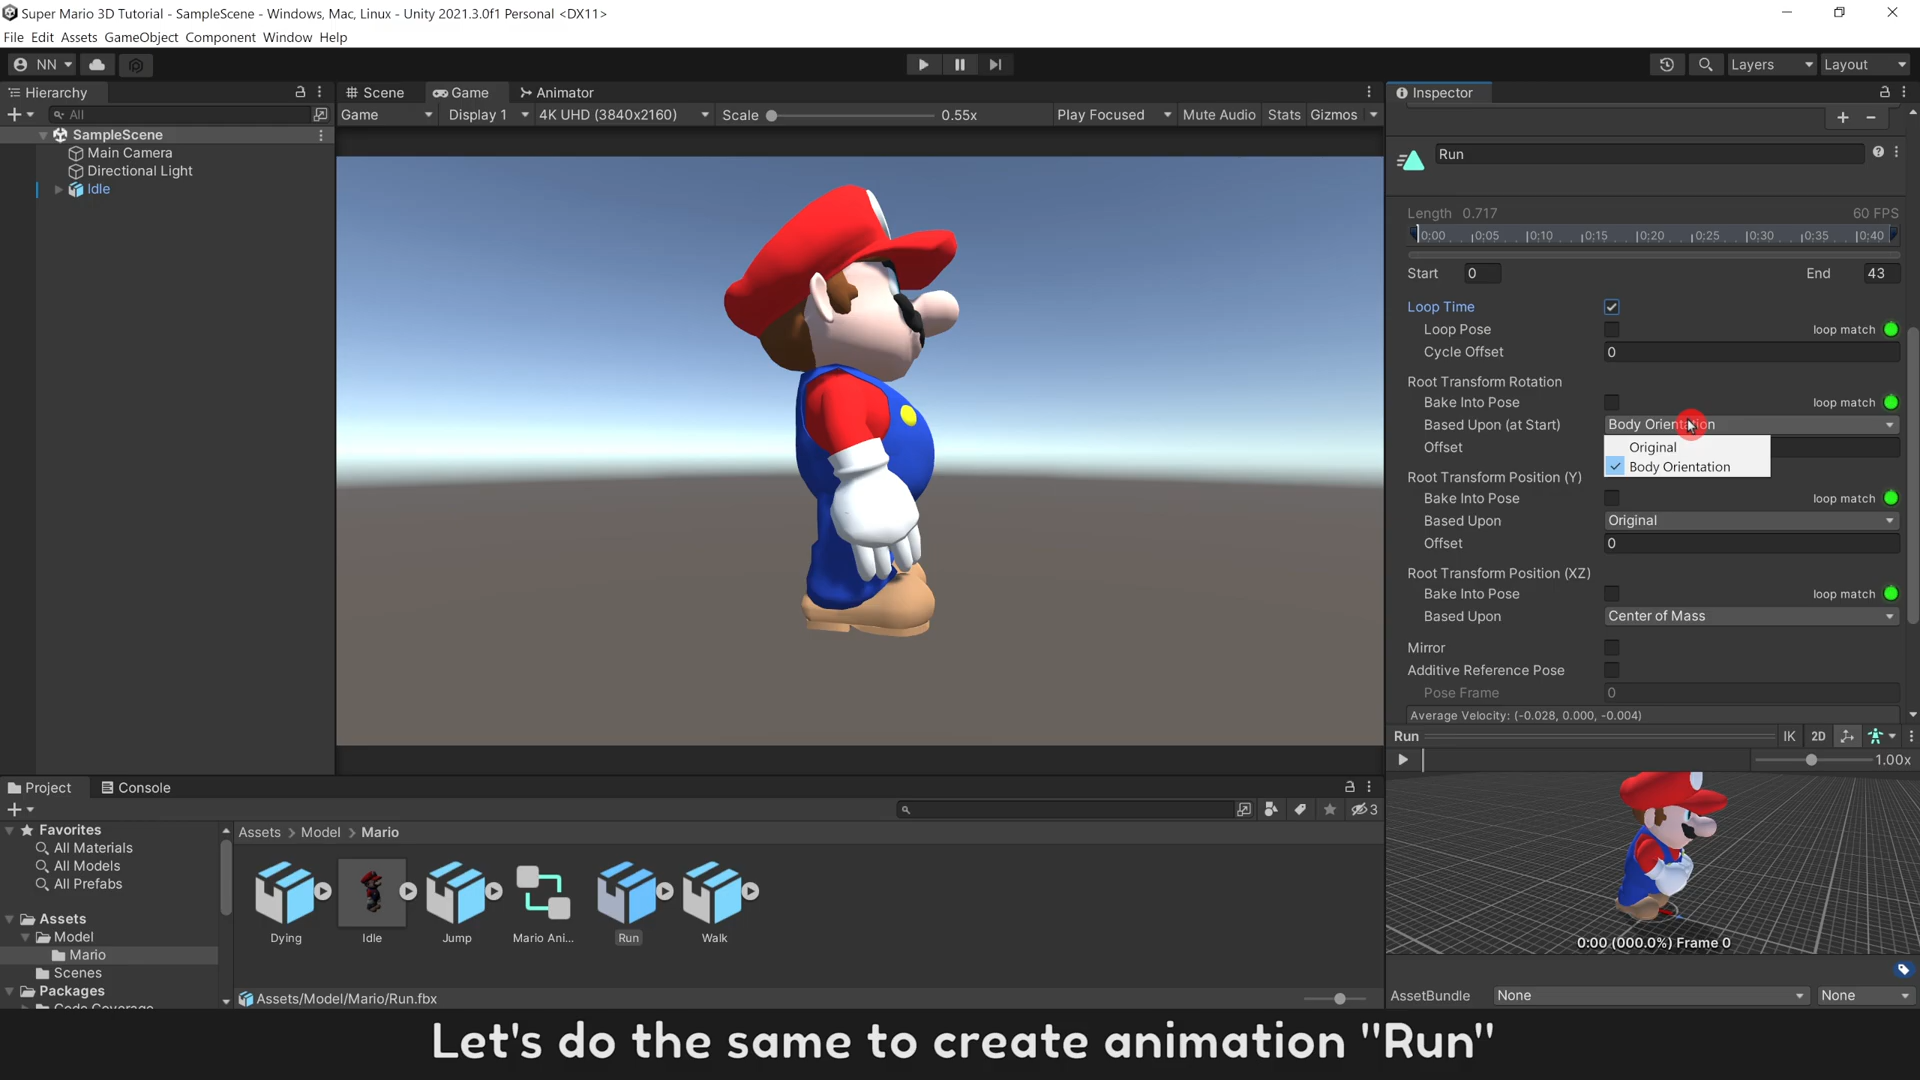 Super Mario 3D Tutorial - SampleScene - Windows, Mac, Linux - Unity 2021.3.0f1 Personal <DX11>
File Edit Assets GameObject Component Window Help
NN Layers Layout
Hierarchy
All
SampleScene
Main Camera
Directional Light
Idle
Scene Game Animator
Game Display 1 4K UHD (3840x2160) Scale 0.55x Play Focused Mute Audio Stats Gizmos
Inspector
Run
Length 0.717 60 FPS
0:00 0:05 0:10 0:15 0:20 0:25 0:30 0:35 0:40
Start 0 End 43
Loop Time
Loop Pose loop match
Cycle Offset 0
Root Transform Rotation
Bake Into Pose loop match
Based Upon (at Start) Body Orientation
Original
Offset
Body Orientation
Root Transform Position (Y)
Bake Into Pose loop match
Based Upon Original
Offset 0
Root Transform Position (XZ)
Bake Into Pose loop match
Based Upon Center of Mass
Mirror
Additive Reference Pose
Pose Frame 0
Average Velocity: (-0.028, 0.000, -0.004)
Run IK 2D
1.00x
0:00 (000.0%) Frame 0
AssetBundle None None
Project Console
3
Favorites
All Materials
All Models
All Prefabs
Assets
Model
Mario
Scenes
Packages
Code Coverage
Assets > Model > Mario
Dying Idle Jump Mario Ani... Run Walk
Assets/Model/Mario/Run.fbx
Let's do the same to create animation "Run"